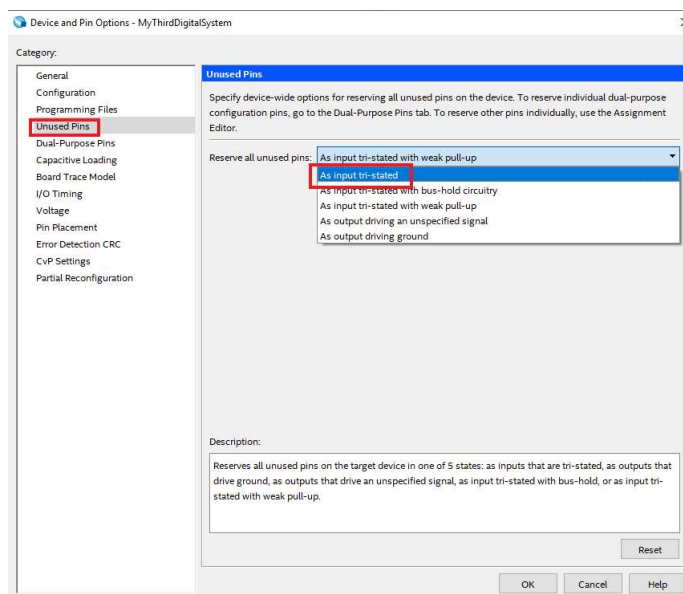 Device and Pin Options - MyThirdDigitalSystem
Category:
General
Configuration
Programming Files
Unused Pins
Dual-Purpose Pins
Capacitive Loading
Board Trace Model
I/O Timing
Voltage
Pin Placement
Error Detection CRC
CvP Settings
Partial Reconfiguration
Unused Pins
Specify device-wide options for reserving all unused pins on the device. To reserve individual dual-purpose
configuration pins, go to the Dual-Purpose Pins tab. To reserve other pins individually, use the Assignment
Editor.
Reserve all unused pins: As input tri-stated with weak pull-up
As input tri-stated
As input tri-stated with bus-hold circuitry
As input tri-stated with weak pull-up
As output driving an unspecified signal
As output driving ground
Description:
Reserves all unused pins on the target device in one of 5 states: as inputs that are tri-stated, as outputs that
drive ground, as outputs that drive an unspecified signal, as input tri-stated with bus-hold, or as input tri-
stated with weak pull-up.
Reset
OK Cancel Help